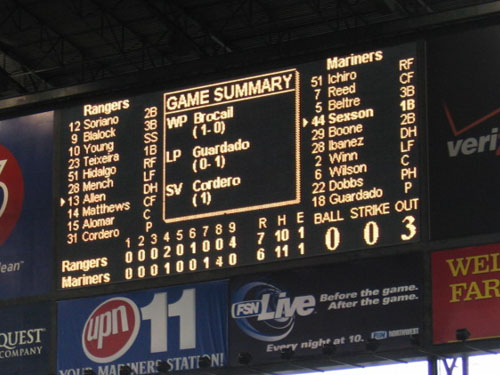 Rangers
12 Soriano 2B
9 Blalock 3B
10 Young SS
23 Teixeira 1B
51 Hidalgo RF
28 Mench LF
13 Allen DH
14 Matthews CF
15 Alomar C
31 Cordero P
GAME SUMMARY
WP Brocail
(1-0)
LP Guardado
(0-1)
SV Cordero
(1)
Mariners
51 Ichiro RF
7 Reed CF
5 Beltre 3B
44 Sexson 1B
29 Boone 2B
28 Ibanez DH
2 Winn LF
6 Wilson C
22 Dobbs PH
18 Guardado P
1 2 3 4 5 6 7 8 9 R H E
Rangers 0 0 0 2 0 1 0 0 4 7 10 1
Mariners 0 0 0 1 0 0 1 4 0 6 11 1
BALL STRIKE OUT
0 0 3
veri
WELL
FAR
upn 11
YOUR MARINERS STATION!
FSN Live
Before the game.
After the game.
Every night at 10.
FSN NORTHWEST
QUEST
COMPANY